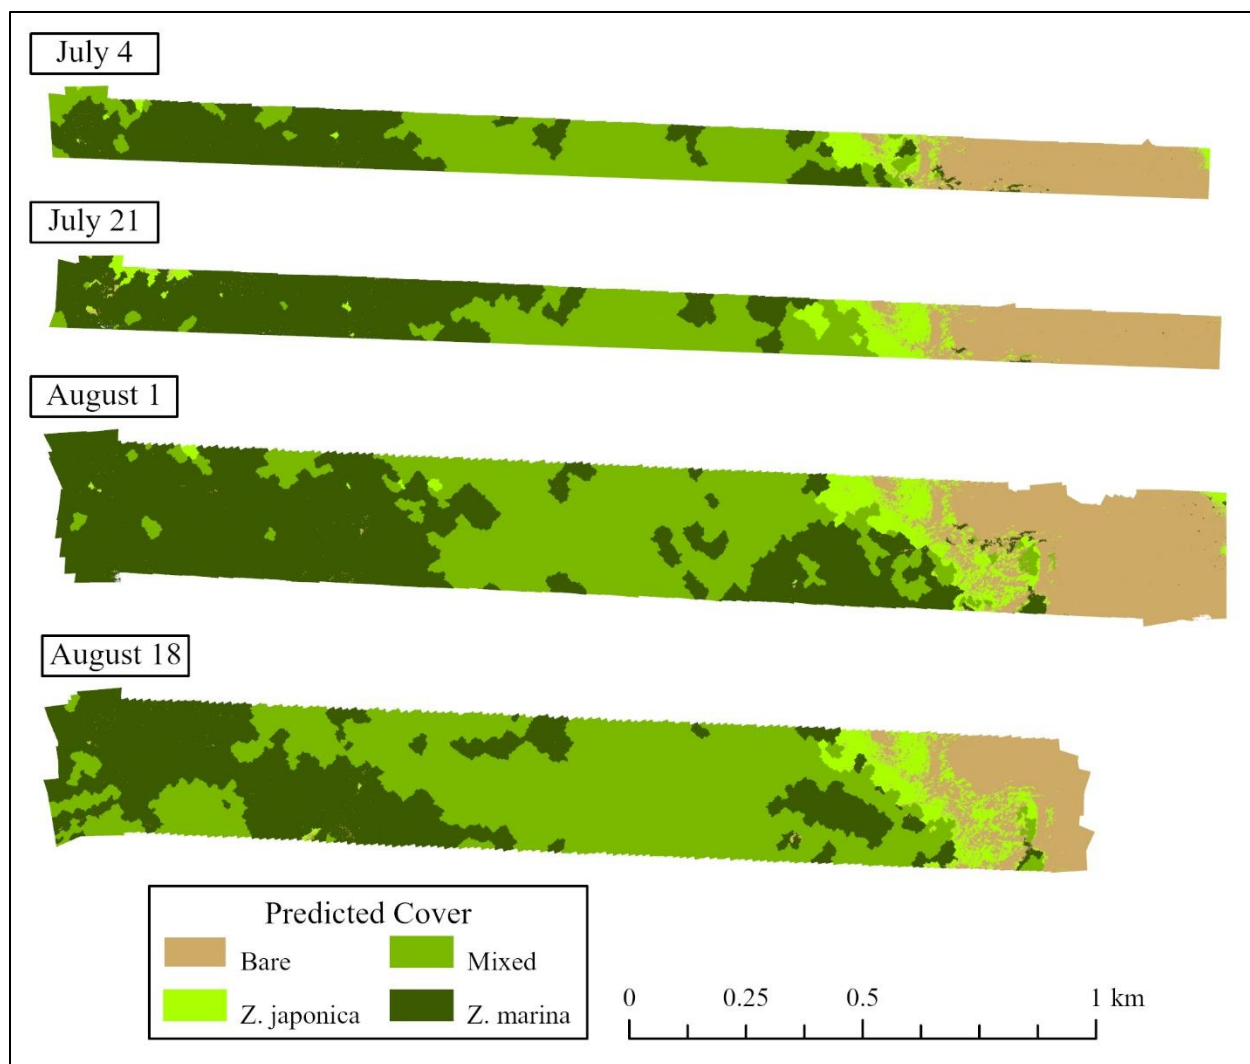 July 4
July 21
August 1
August 18
Predicted Cover
Bare
Mixed
Z. japonica
Z. marina
0
0.25
0.5
1 km